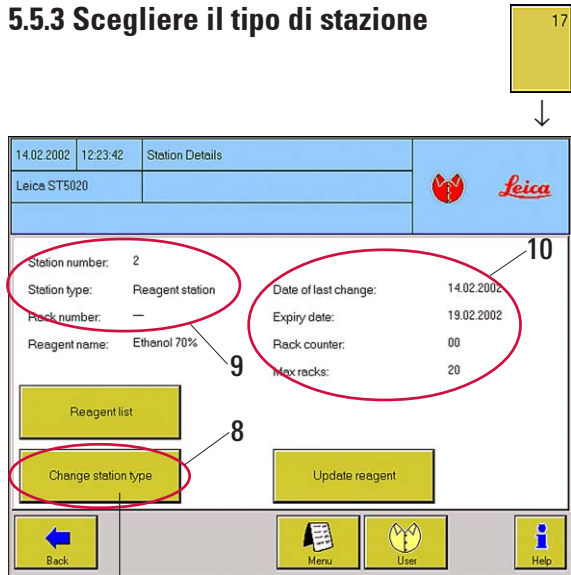 5.5.3 Scegliere il tipo di stazione
17
14.02.2002 12:23:42 Station Details
Leica ST5020
Leica
10
Station number: 2
Station type: Reagent station
Rack number: —
Reagent name: Ethanol 70%
Date of last change: 14.02.2002
Expiry date: 19.02.2002
Rack counter: 00
Max racks: 20
9
Reagent list
8
Change station type
Update reagent
Back
Menu
User
Help